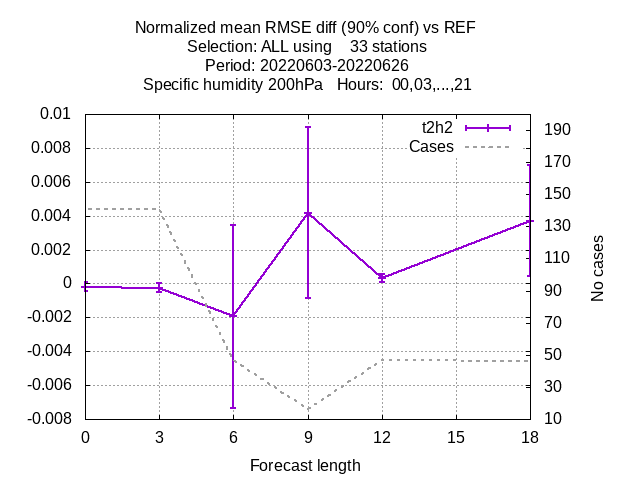 Normalized mean RMSE diff (90% conf) vs REF
Selection: ALL using    33 stations
Period: 20220603-20220626
Specific humidity 200hPa   Hours:  00,03,...,21
t2h2
Cases
0.01
0.008
0.006
0.004
0.002
0
-0.002
-0.004
-0.006
-0.008
190
170
150
130
110
90
70
50
30
10
No cases
0 3 6 9 12 15 18
Forecast length